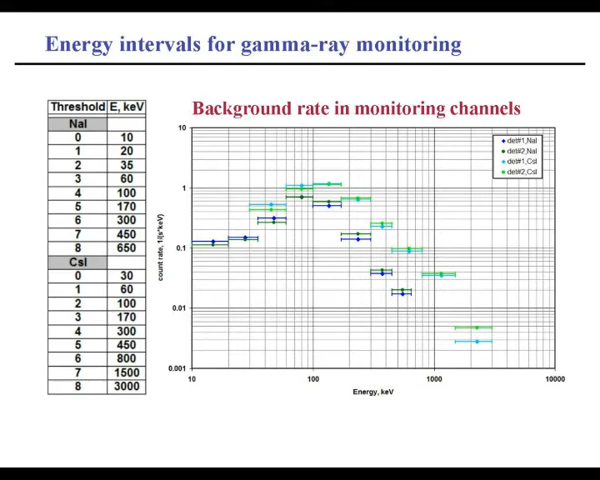 Energy intervals for gamma-ray monitoring
Threshold E, keV
NaI
0 10
1 20
2 35
3 60
4 100
5 170
6 300
7 450
8 650
CsI
0 30
1 60
2 100
3 170
4 300
5 450
6 800
7 1500
8 3000
Background rate in monitoring channels
10
1
0.1
0.01
0.001
count rate, 1/(s*keV)
10 100 1000 10000
Energy, keV
det#1,NaI
det#2,NaI
det#1,CsI
det#2,CsI